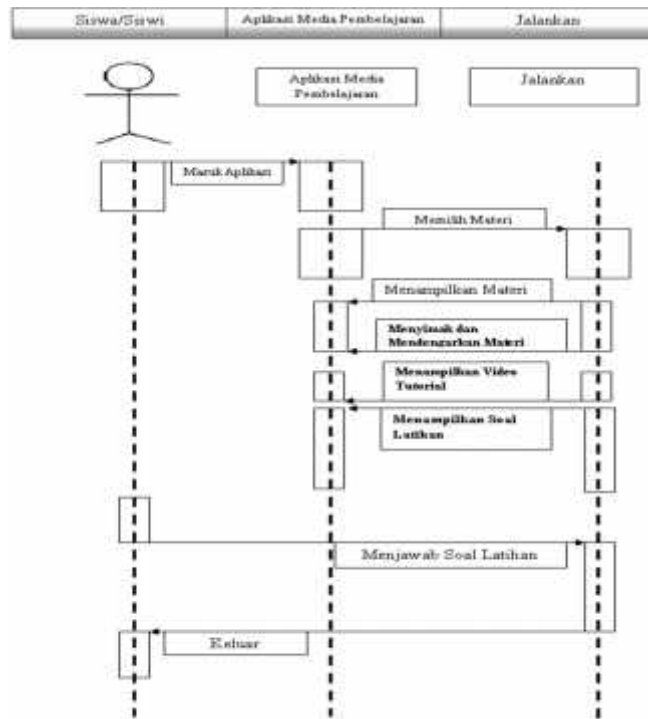 Siswa/Siswi
Aplikasi Media Pembelajaran
Jalankan
Aplikasi Media
Pembelajaran
Jalankan
Masuk Aplikasi
Memilih Materi
Menampilkan Materi
Menyimak dan
Mendengarkan Materi
Menampilkan Video
Tutorial
Menampilkan Soal
Latihan
Menjawab Soal Latihan
Keluar